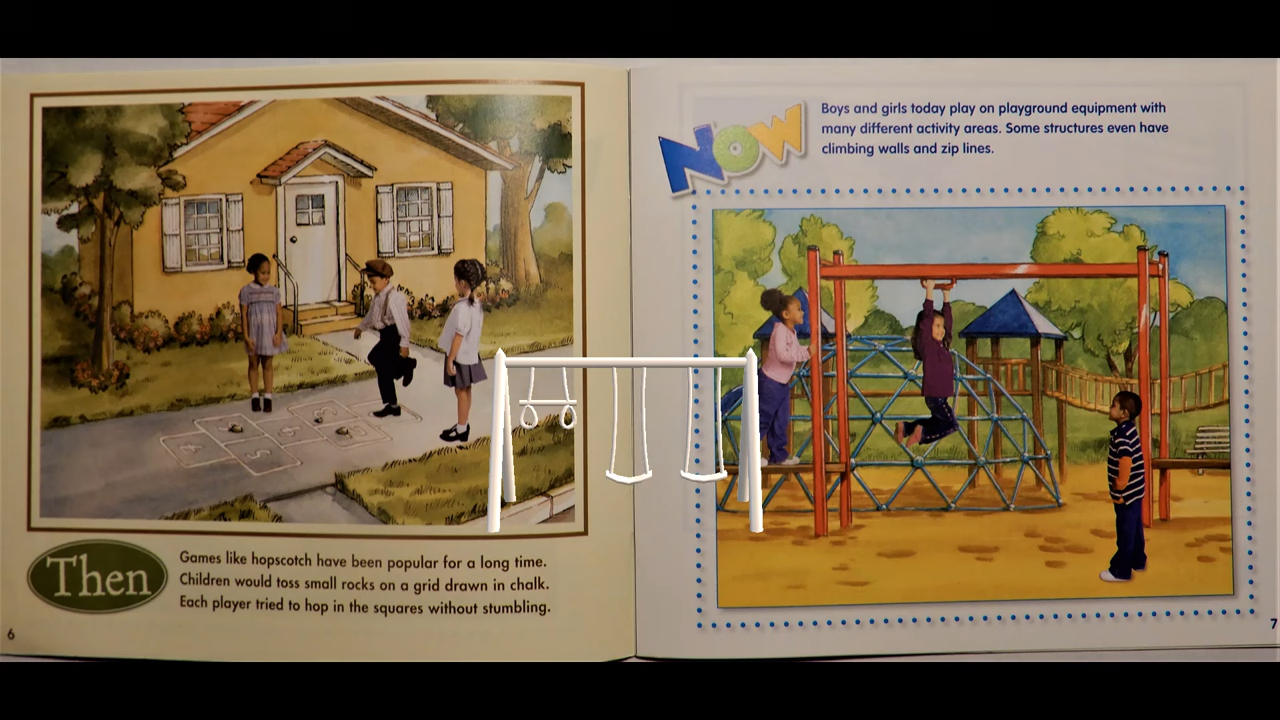 Then
Games like hopscotch have been popular for a long time.
Children would toss small rocks on a grid drawn in chalk.
Each player tried to hop in the squares without stumbling.
6
NOW
Boys and girls today play on playground equipment with
many different activity areas. Some structures even have
climbing walls and zip lines.
7